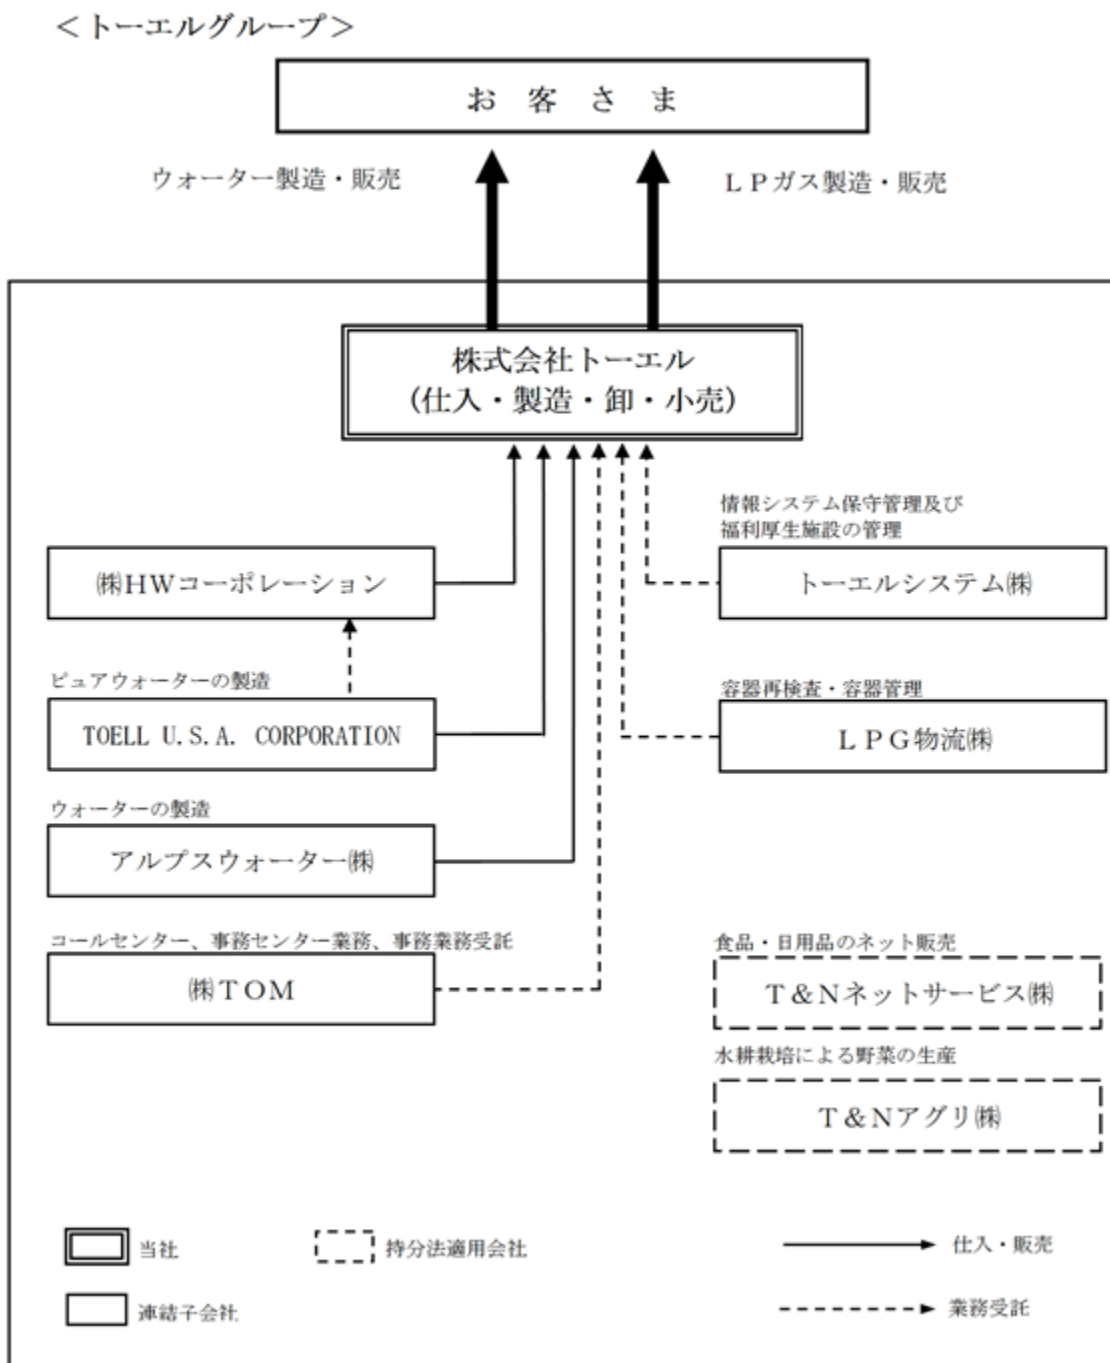 ＜トーエルグループ＞
お客さま
ウォーター製造・販売
ＬＰガス製造・販売
株式会社トーエル
（仕入・製造・卸・小売）
情報システム保守管理及び
福利厚生施設の管理
㈱HWコーポレーション
トーエルシステム㈱
ピュアウォーターの製造
容器再検査・容器管理
TOELL U.S.A. CORPORATION
ＬＰＧ物流㈱
ウォーターの製造
アルプスウォーター㈱
コールセンター、事務センター業務、事務業務受託
食品・日用品のネット販売
㈱ＴＯＭ
Ｔ＆Ｎネットサービス㈱
水耕栽培による野菜の生産
Ｔ＆Ｎアグリ㈱
当社
持分法適用会社
仕入・販売
連結子会社
業務受託